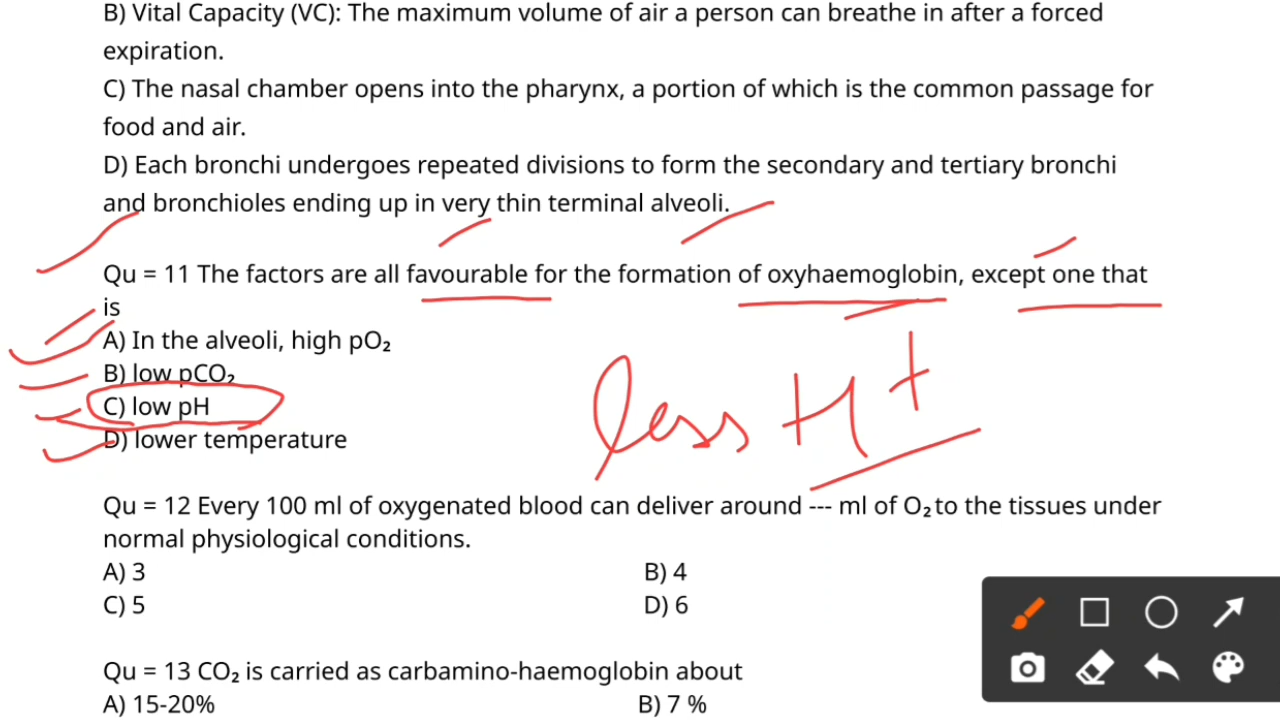 B) Vital Capacity (VC): The maximum volume of air a person can breathe in after a forced
expiration.
C) The nasal chamber opens into the pharynx, a portion of which is the common passage for
food and air.
D) Each bronchi undergoes repeated divisions to form the secondary and tertiary bronchi
and bronchioles ending up in very thin terminal alveoli.
Qu = 11 The factors are all favourable for the formation of oxyhaemoglobin, except one that
is
A) In the alveoli, high pO₂
B) low pCO₂
C) low pH
D) lower temperature
less H⁺
Qu = 12 Every 100 ml of oxygenated blood can deliver around --- ml of O₂ to the tissues under
normal physiological conditions.
A) 3 B) 4
C) 5 D) 6
Qu = 13 CO₂ is carried as carbamino-haemoglobin about
A) 15-20% B) 7 %